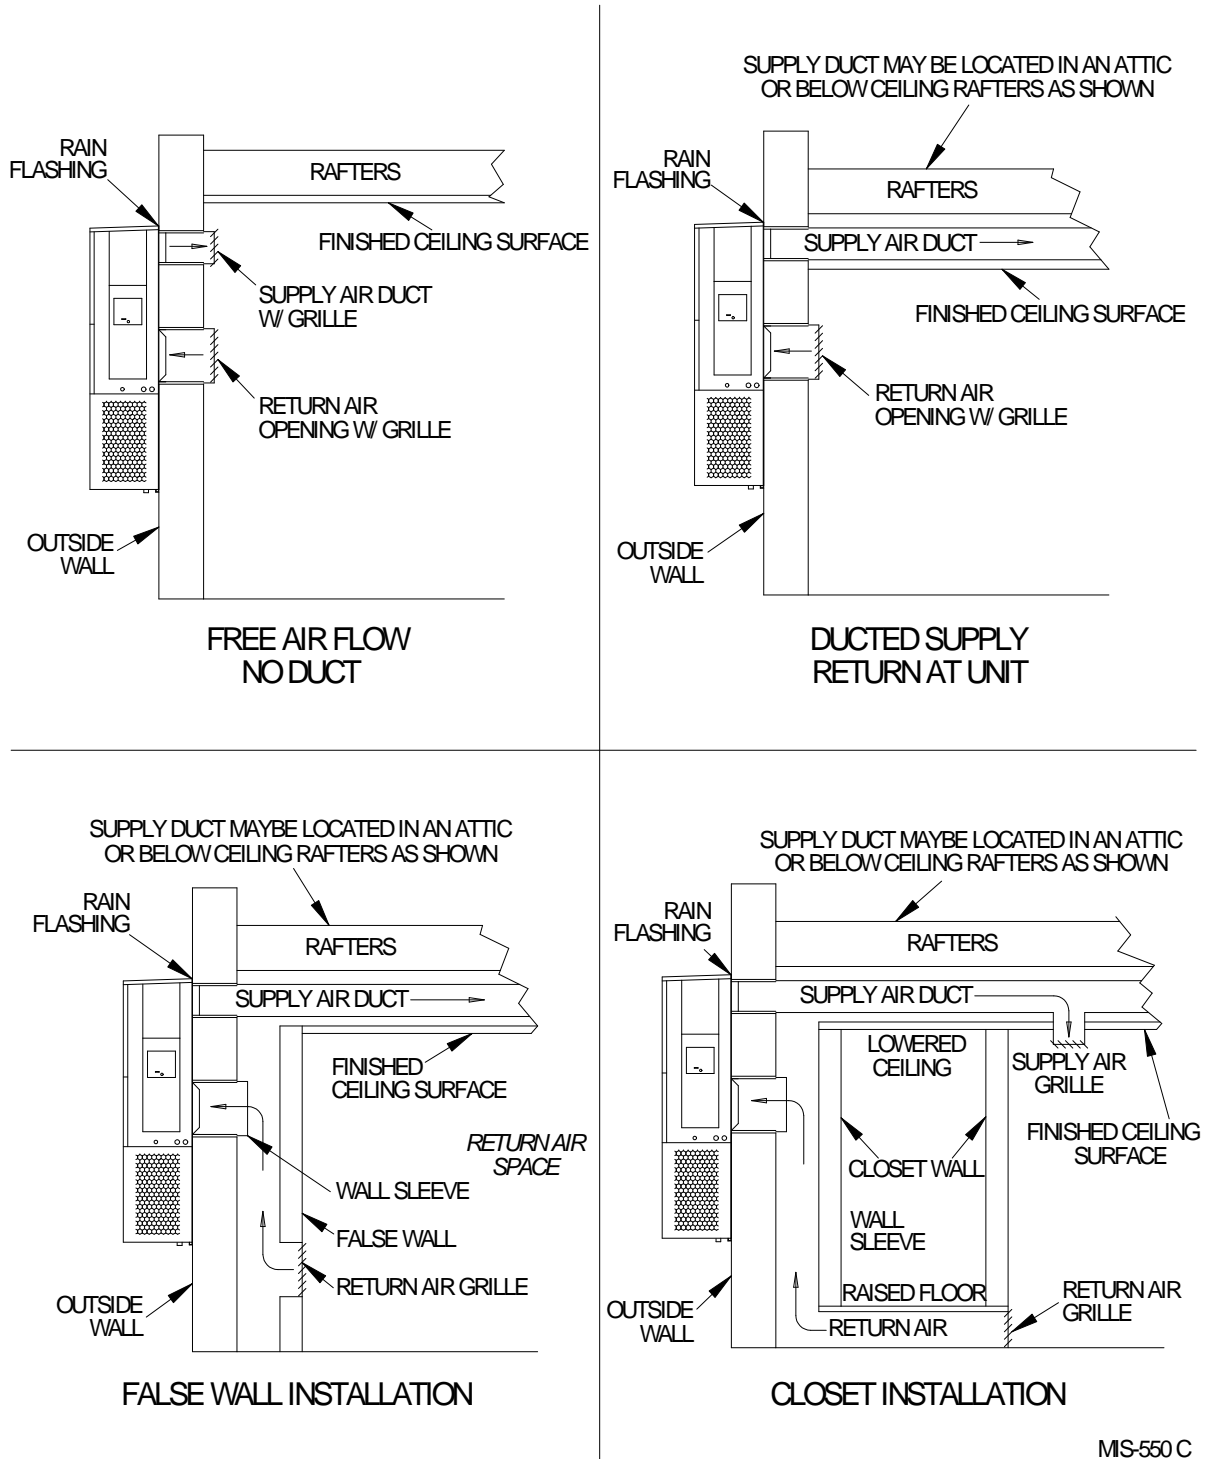 RAIN
FLASHING
RAFTERS
FINISHED CEILING SURFACE
SUPPLY AIR DUCT
W/ GRILLE
RETURN AIR
OPENING W/ GRILLE
OUTSIDE
WALL
FREE AIR FLOW
NO DUCT
SUPPLY DUCT MAY BE LOCATED IN AN ATTIC
OR BELOW CEILING RAFTERS AS SHOWN
RAIN
FLASHING
RAFTERS
SUPPLY AIR DUCT
FINISHED CEILING SURFACE
RETURN AIR
OPENING W/ GRILLE
OUTSIDE
WALL
DUCTED SUPPLY
RETURN AT UNIT
SUPPLY DUCT MAYBE LOCATED IN AN ATTIC
OR BELOW CEILING RAFTERS AS SHOWN
RAIN
FLASHING
RAFTERS
SUPPLY AIR DUCT
FINISHED
CEILING SURFACE
RETURN AIR
SPACE
WALL SLEEVE
FALSE WALL
RETURN AIR GRILLE
OUTSIDE
WALL
FALSE WALL INSTALLATION
SUPPLY DUCT MAYBE LOCATED IN AN ATTIC
OR BELOW CEILING RAFTERS AS SHOWN
RAIN
FLASHING
RAFTERS
SUPPLY AIR DUCT
LOWERED
CEILING
SUPPLY AIR
GRILLE
FINISHED CEILING
SURFACE
CLOSET WALL
WALL
SLEEVE
RAISED FLOOR
RETURN AIR
GRILLE
RETURN AIR
OUTSIDE
WALL
CLOSET INSTALLATION
MIS-550 C